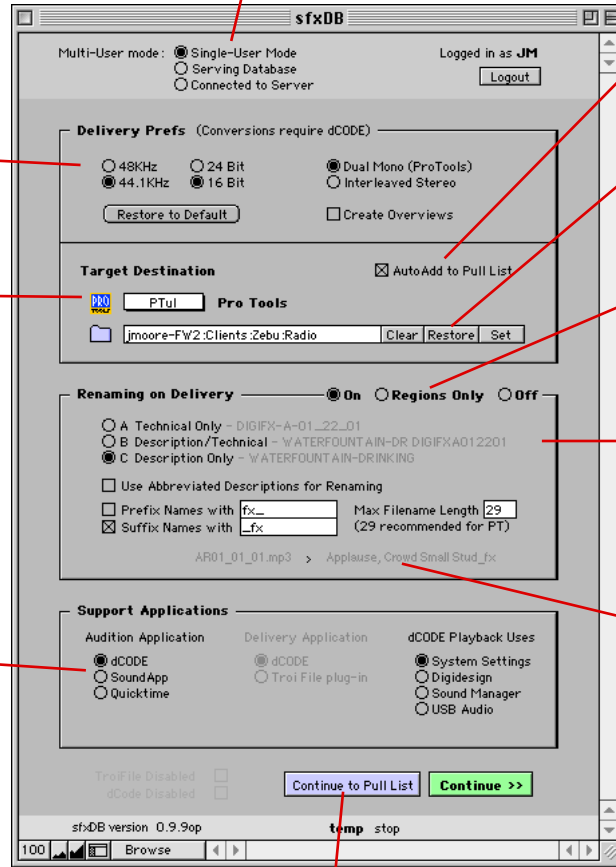 sfxDB
Multi-User mode: Single-User Mode
Serving Database
Connected to Server
Logged in as JM
Logout
Delivery Prefs (Conversions require dCODE)
48KHz 24 Bit Dual Mono (ProTools)
44.1KHz 16 Bit Interleaved Stereo
Restore to Default Create Overviews
Target Destination AutoAdd to Pull List
PRO TOOLS PTul Pro Tools
jmoore-FW2:Clients:Zebu:Radio Clear Restore Set
Renaming on Delivery On Regions Only Off
A Technical Only - DIGIFX-A-01_22_01
B Description/Technical - WATERFOUNTAIN-DR DIGIFXA012201
C Description Only - WATERFOUNTAIN-DRINKING
Use Abbreviated Descriptions for Renaming
Prefix Names with fx_ Max Filename Length 29
Suffix Names with _fx (29 recommended for PT)
AR01_01_01.mp3 > Applause, Crowd Small Stud_fx
Support Applications
Audition Application Delivery Application dCODE Playback Uses
dCODE dCODE System Settings
SoundApp Troi File plug-in Digidesign
Quicktime Sound Manager
USB Audio
TroiFile Disabled
dCode Disabled
Continue to Pull List Continue >>
sfxDB version 0.9.9op temp stop
100 Browse